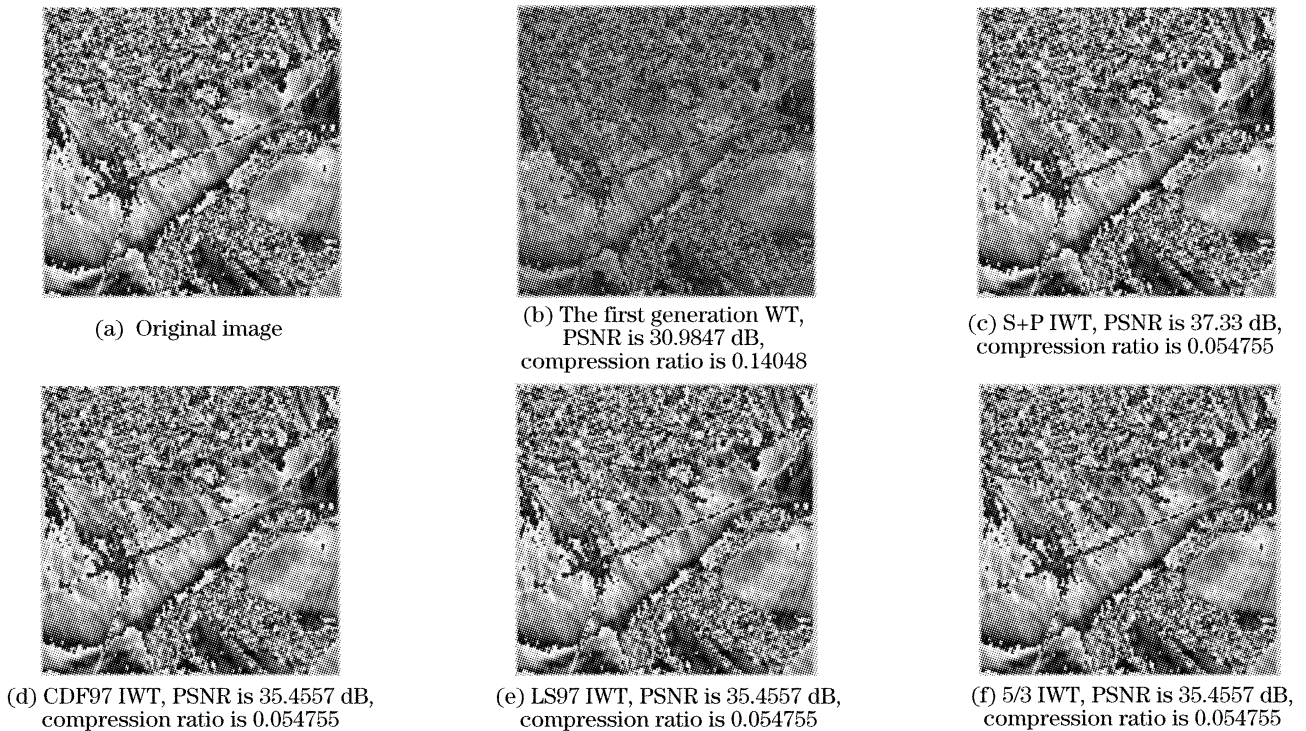 (a) Original image
(b) The first generation WT,
PSNR is 30.9847 dB,
compression ratio is 0.14048
(c) S+P IWT, PSNR is 37.33 dB,
compression ratio is 0.054755
(d) CDF97 IWT, PSNR is 35.4557 dB,
compression ratio is 0.054755
(e) LS97 IWT, PSNR is 35.4557 dB,
compression ratio is 0.054755
(f) 5/3 IWT, PSNR is 35.4557 dB,
compression ratio is 0.054755